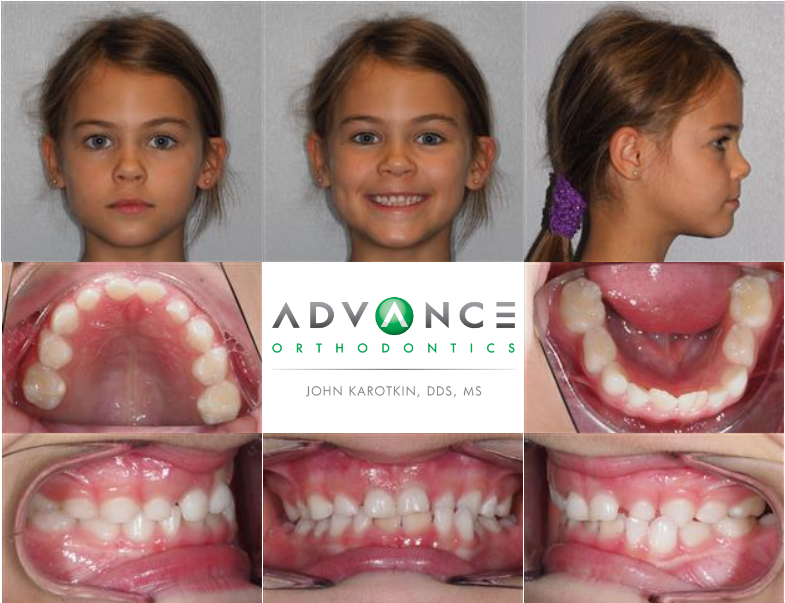 ADVANCE
ORTHODONTICS
JOHN KAROTKIN, DDS, MS